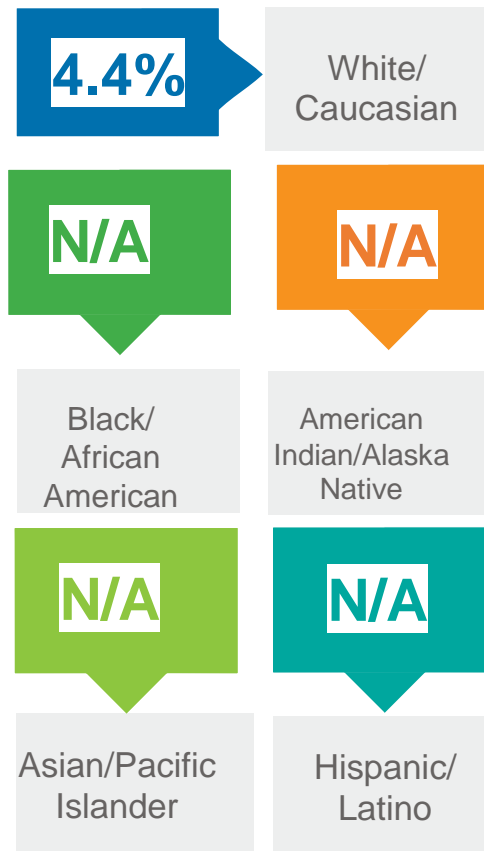 4.4%
White/
Caucasian
N/A
N/A
Black/
African
American
American
Indian/Alaska
Native
N/A
N/A
Asian/Pacific
Islander
Hispanic/
Latino